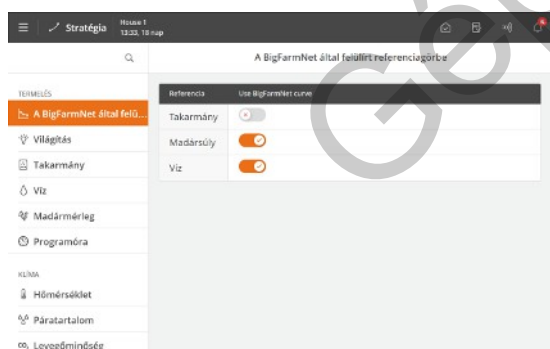 Stratégia
House 1
13:33, 18 nap
A BigFarmNet által felülírt referenciagörbe
TERMELÉS
A BigFarmNet által felü...
Világítás
Takarmány
Víz
Madármérleg
Programóra
KLÍMA
Hőmérséklet
Páratartalom
CO₂ Levegőminőség
Referencia Use BigFarmNet curve
Takarmány
Madársúly
Víz